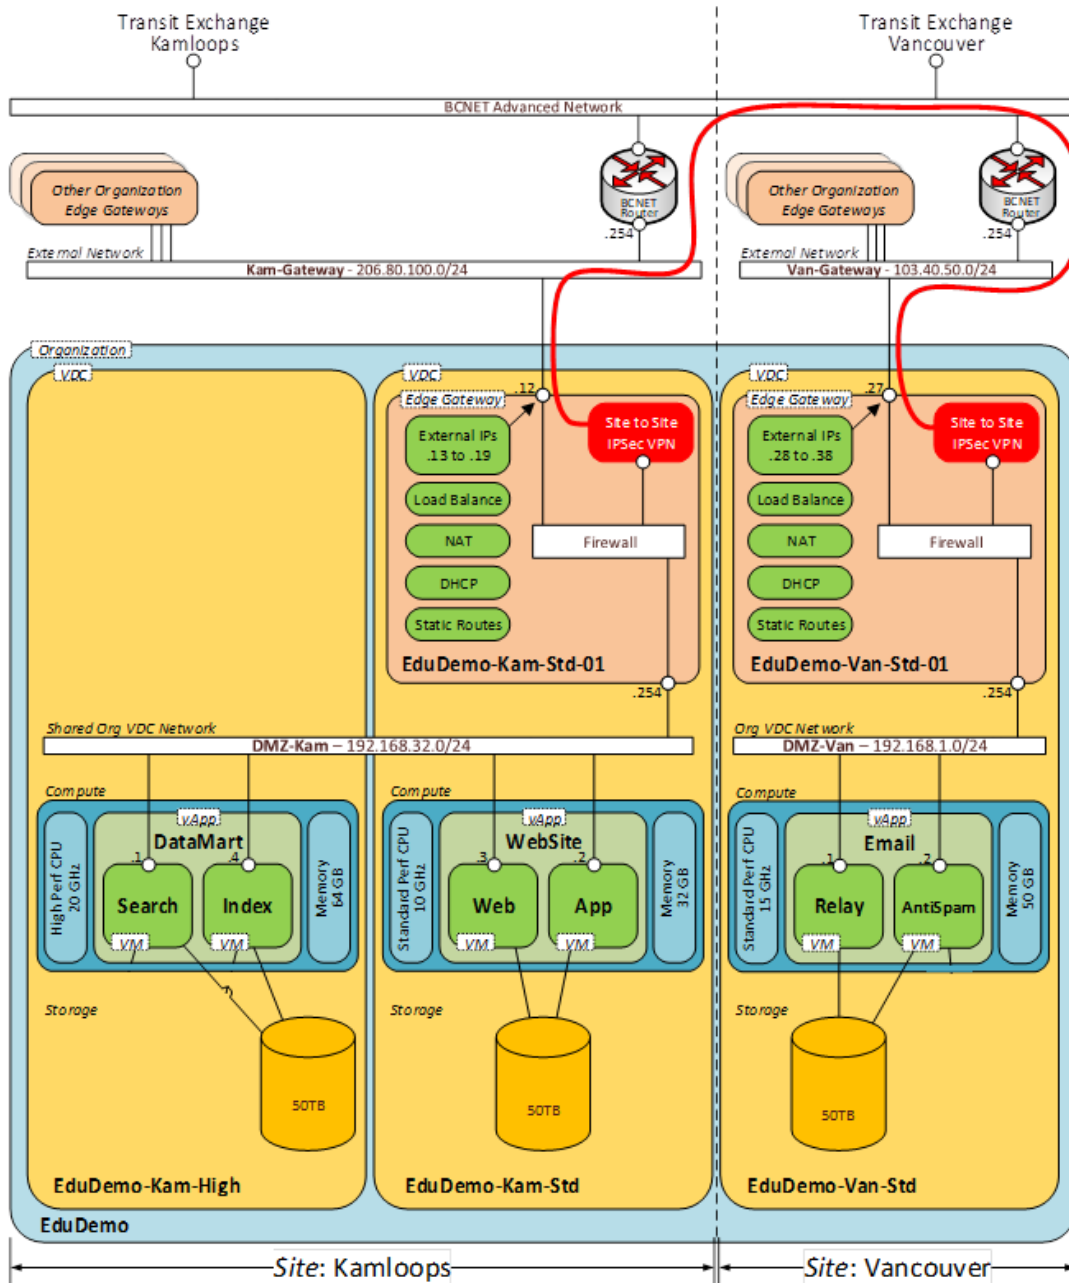 Transit Exchange
Kamloops
Transit Exchange
Vancouver
BCNET Advanced Network
Other Organization
Edge Gateways
BCNET
Router
Other Organization
Edge Gateways
BCNET
Router
.254
.254
External Network
External Network
Kam-Gateway - 206.80.100.0/24
Van-Gateway - 103.40.50.0/24
Organization
VDC
VDC
VDC
.12
.27
Edge Gateway
Edge Gateway
External IPs
.13 to .19
Site to Site
IPSec VPN
External IPs
.28 to .38
Site to Site
IPSec VPN
Load Balance
Load Balance
NAT
Firewall
NAT
Firewall
DHCP
DHCP
Static Routes
Static Routes
EduDemo-Kam-Std-01
EduDemo-Van-Std-01
.254
.254
Shared Org VDC Network
Org VDC Network
DMZ-Kam – 192.168.32.0/24
DMZ-Van – 192.168.1.0/24
Compute
Compute
Compute
High Perf CPU
20 GHz
vApp
DataMart
.1
.4
Search
Index
VM
VM
Memory
64 GB
Standard Perf CPU
10 GHz
vApp
WebSite
.3
.2
Web
App
VM
VM
Memory
32 GB
Standard Perf CPU
15 GHz
vApp
Email
.1
.2
Relay
AntiSpam
VM
VM
Memory
50 GB
Storage
Storage
Storage
50TB
50TB
50TB
EduDemo-Kam-High
EduDemo-Kam-Std
EduDemo-Van-Std
EduDemo
Site: Kamloops
Site: Vancouver